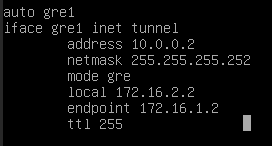 auto gre1
iface gre1 inet tunnel
address 10.0.0.2
netmask 255.255.255.252
mode gre
local 172.16.2.2
endpoint 172.16.1.2
ttl 255